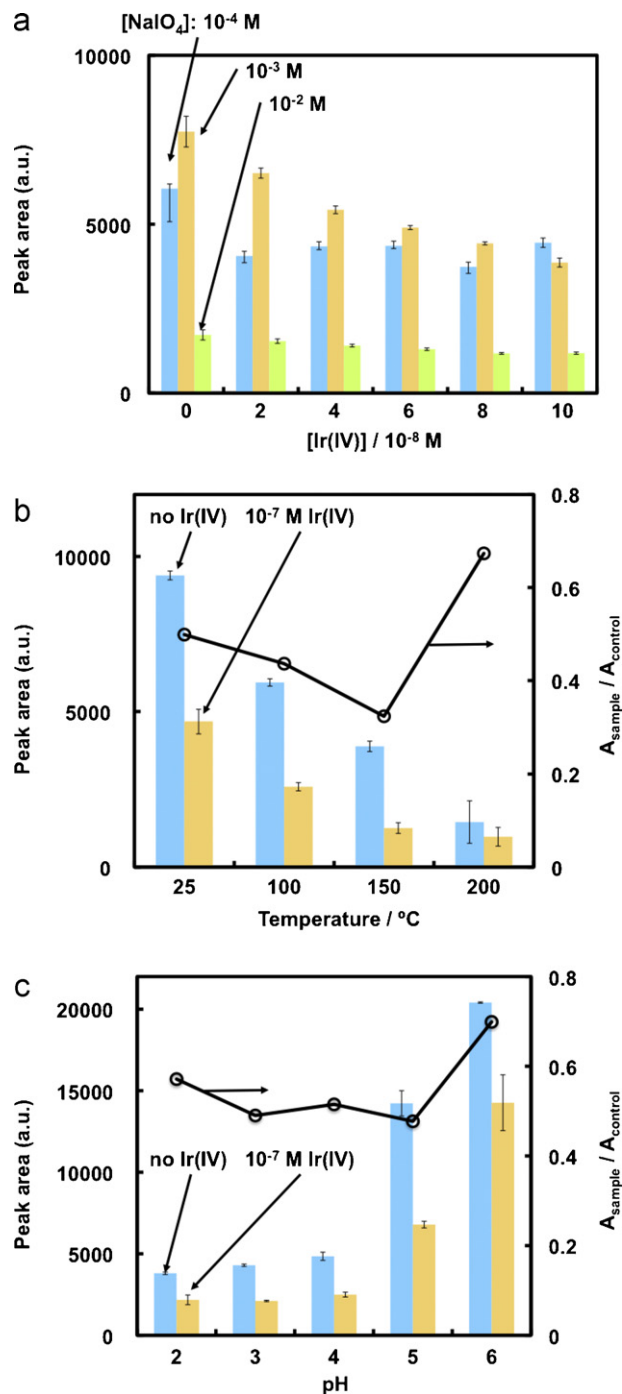 a
[NaIO₄]: 10⁻⁴ M
10⁻³ M
10⁻² M
10000
5000
0
Peak area (a.u.)
0 2 4 6 8 10
[Ir(IV)] / 10⁻⁸ M
b
no Ir(IV) 10⁻⁷ M Ir(IV)
10000
5000
0
Peak area (a.u.)
0.8
0.6
0.4
0.2
0
A_sample / A_control
25 100 150 200
Temperature / ºC
c
20000
15000
10000
5000
0
Peak area (a.u.)
no Ir(IV) 10⁻⁷ M Ir(IV)
0.8
0.6
0.4
0.2
0
A_sample / A_control
2 3 4 5 6
pH